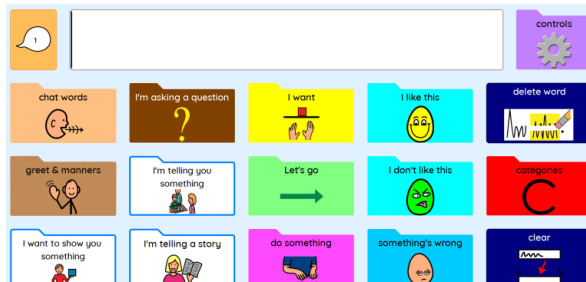 1
controls
chat words
I'm asking a question
?
I want
I like this
delete word
greet & manners
I'm telling you
something
Let's go
I don't like this
categories
I want to show you
something
I'm telling a story
do something
something's wrong
clear